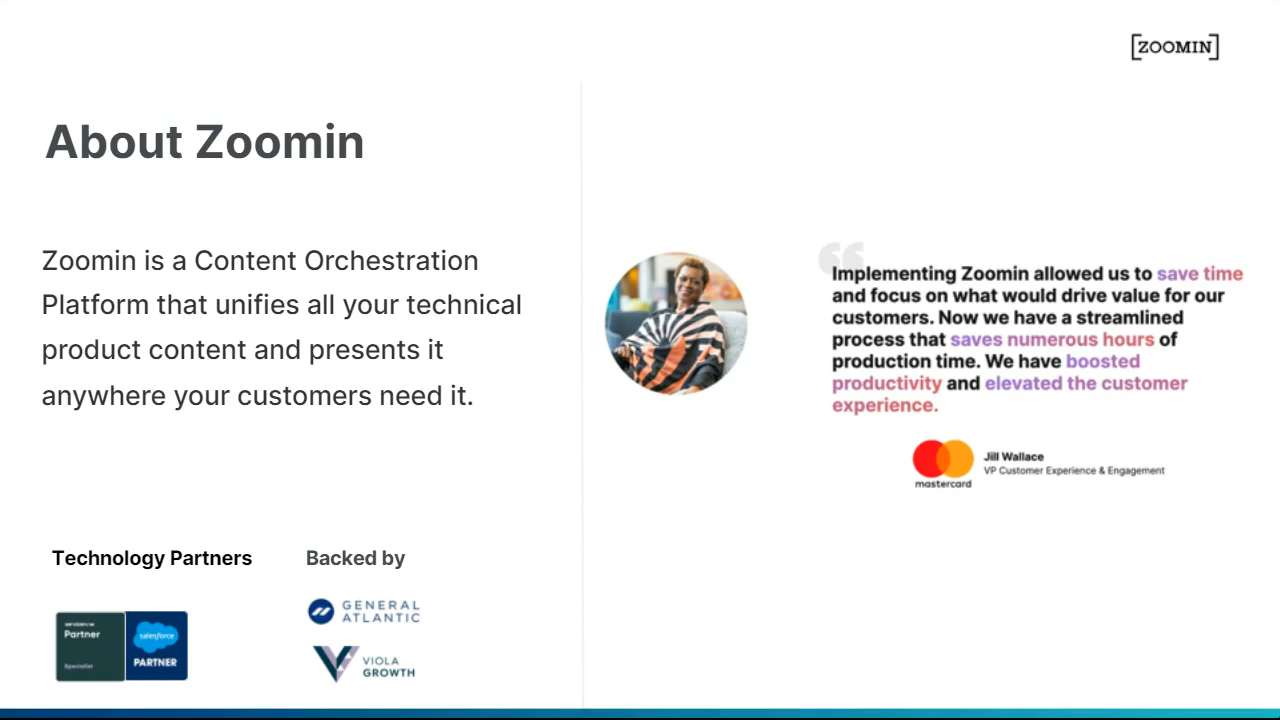 [ZOOMIN]
About Zoomin
Zoomin is a Content Orchestration
Platform that unifies all your technical
product content and presents it
anywhere your customers need it.
Technology Partners
servicenow
Partner
Specialist
salesforce
PARTNER
Backed by
GENERAL
ATLANTIC
VIOLA
GROWTH
“
Implementing Zoomin allowed us to save time
and focus on what would drive value for our
customers. Now we have a streamlined
process that saves numerous hours of
production time. We have boosted
productivity and elevated the customer
experience.
mastercard
Jill Wallace
VP Customer Experience & Engagement